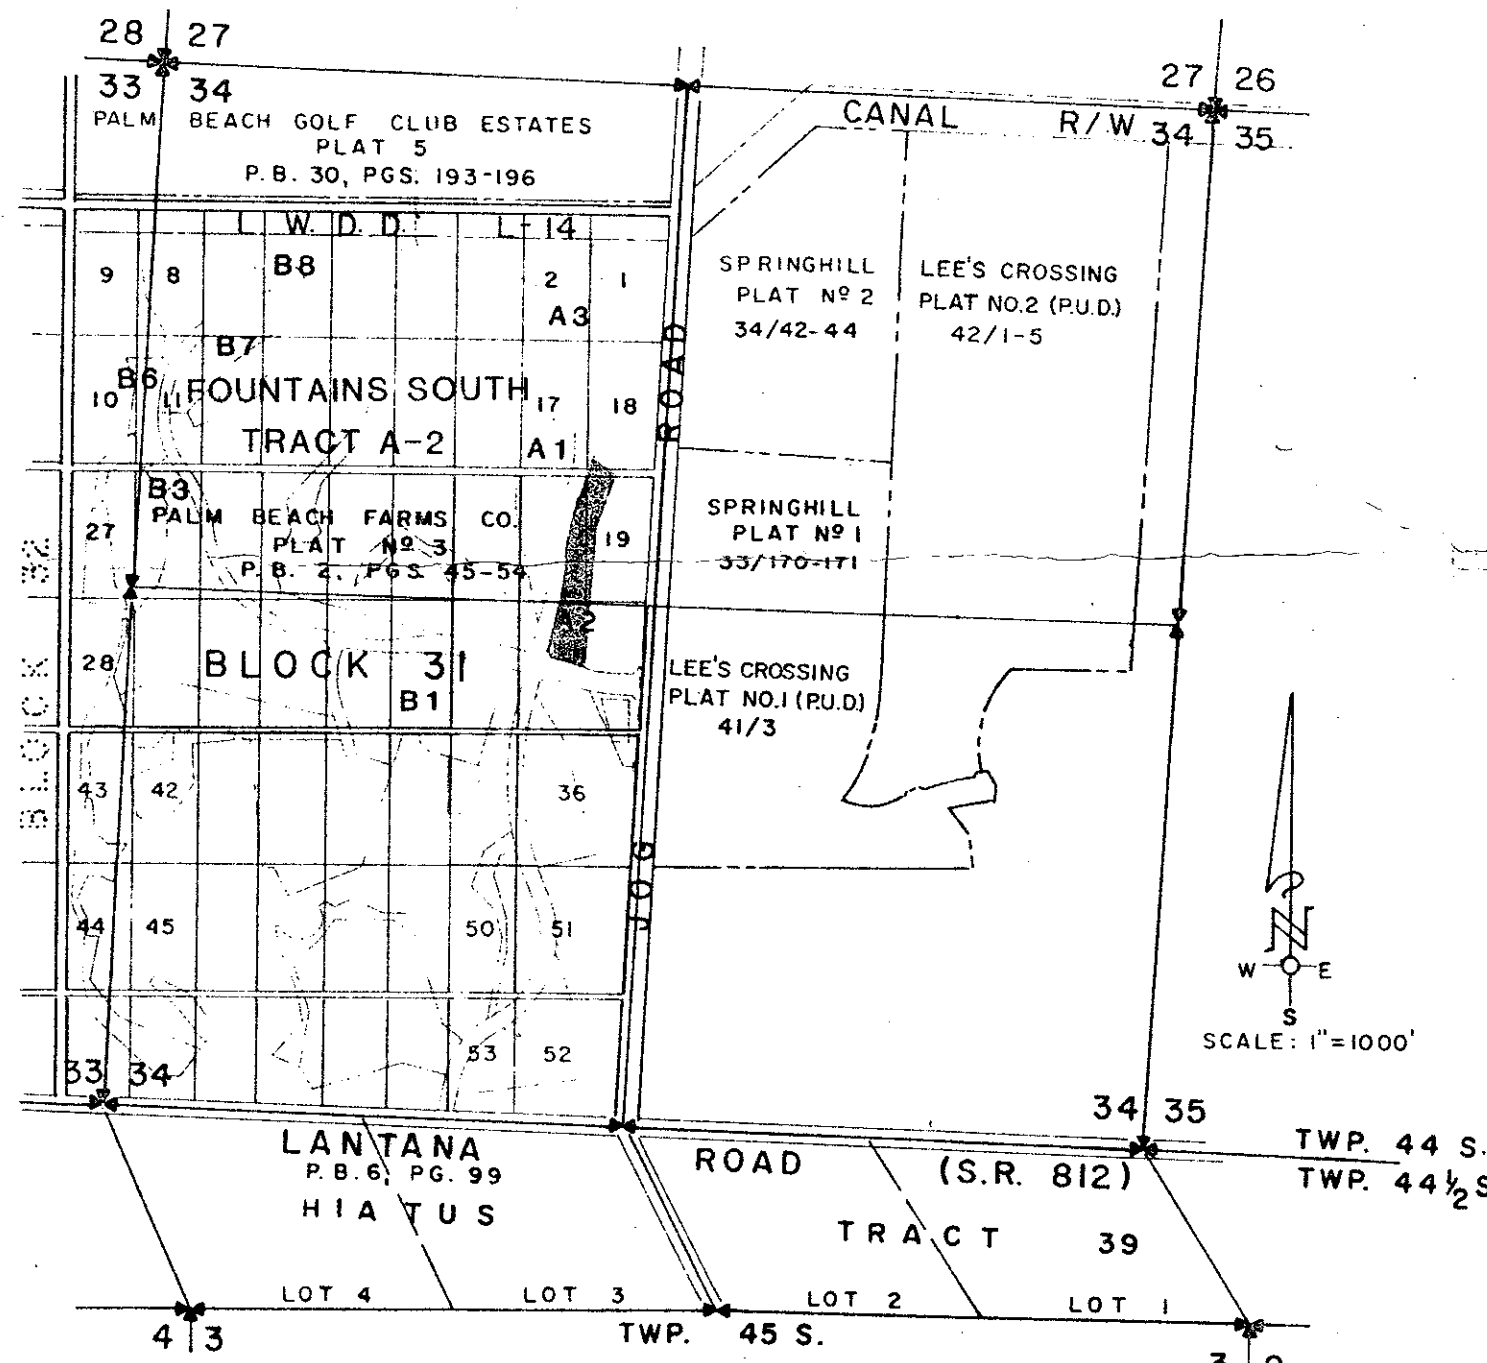 28 27
27 26
33 34
34 35
PALM BEACH GOLF CLUB ESTATES
PLAT 5
P.B. 30, PGS. 193-196
CANAL R/W
L. W. D. D. L-14
9 8 B8 2 1
A3
SPRINGHILL
PLAT Nº 2
34/42-44
LEE'S CROSSING
PLAT NO.2 (P.U.D.)
42/1-5
B7
B6
10 11 FOUNTAINS SOUTH 17 18
TRACT A-2 A1
ROAD
B3
PALM BEACH FARMS CO.
27 PLAT Nº 3 19
P.B. 2, PGS. 45-54
SPRINGHILL
PLAT Nº 1
33/170-171
BLOCK 32
A2
28 BLOCK 31
B1
LEE'S CROSSING
PLAT NO.1 (P.U.D.)
41/3
43 42 36
JOG
44 45 50 51
53 52
33 34
N
W E
S
SCALE: 1"=1000'
34 35
LANTANA ROAD (S.R. 812)
TWP. 44 S.
TWP. 44½ S
P.B.6, PG. 99
HIATUS TRACT 39
LOT 4 LOT 3 LOT 2 LOT 1
4 3 TWP. 45 S.
3 2